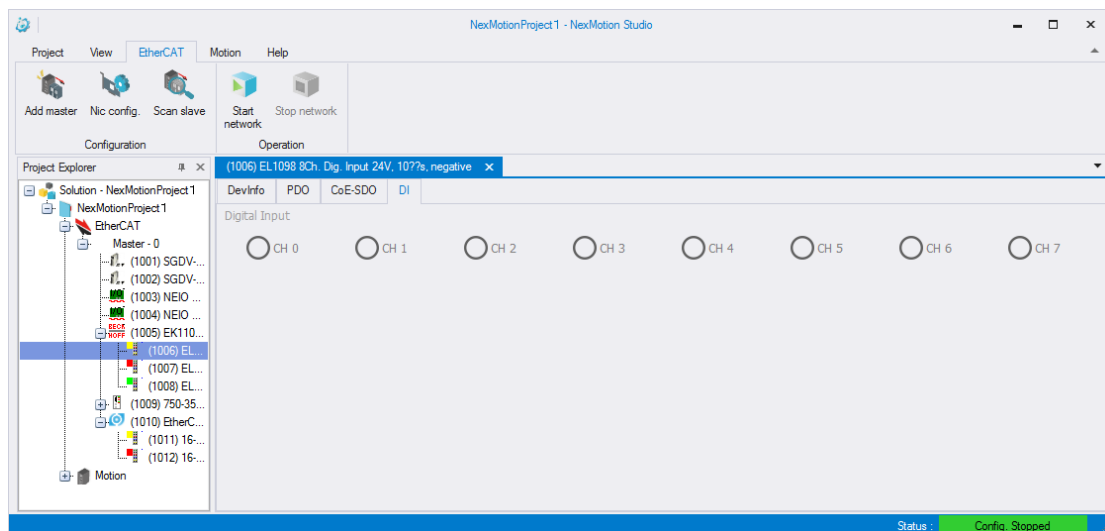 NexMotionProject1 - NexMotion Studio
Project View EtherCAT Motion Help
Add master Nic config. Scan slave Start network Stop network
Configuration Operation
Project Explorer
(1006) EL1098 8Ch. Dig. Input 24V, 10??s, negative
Solution - NexMotionProject1
DevInfo PDO CoE-SDO DI
NexMotionProject1
Digital Input
EtherCAT
Master - 0
CH 0 CH 1 CH 2 CH 3 CH 4 CH 5 CH 6 CH 7
(1001) SGDV-...
(1002) SGDV-...
(1003) NEIO ...
(1004) NEIO ...
BECK HOFF (1005) EK110...
(1006) EL...
(1007) EL...
(1008) EL...
(1009) 750-35...
(1010) EtherC...
(1011) 16-...
(1012) 16-...
Motion
Status : Config. Stopped